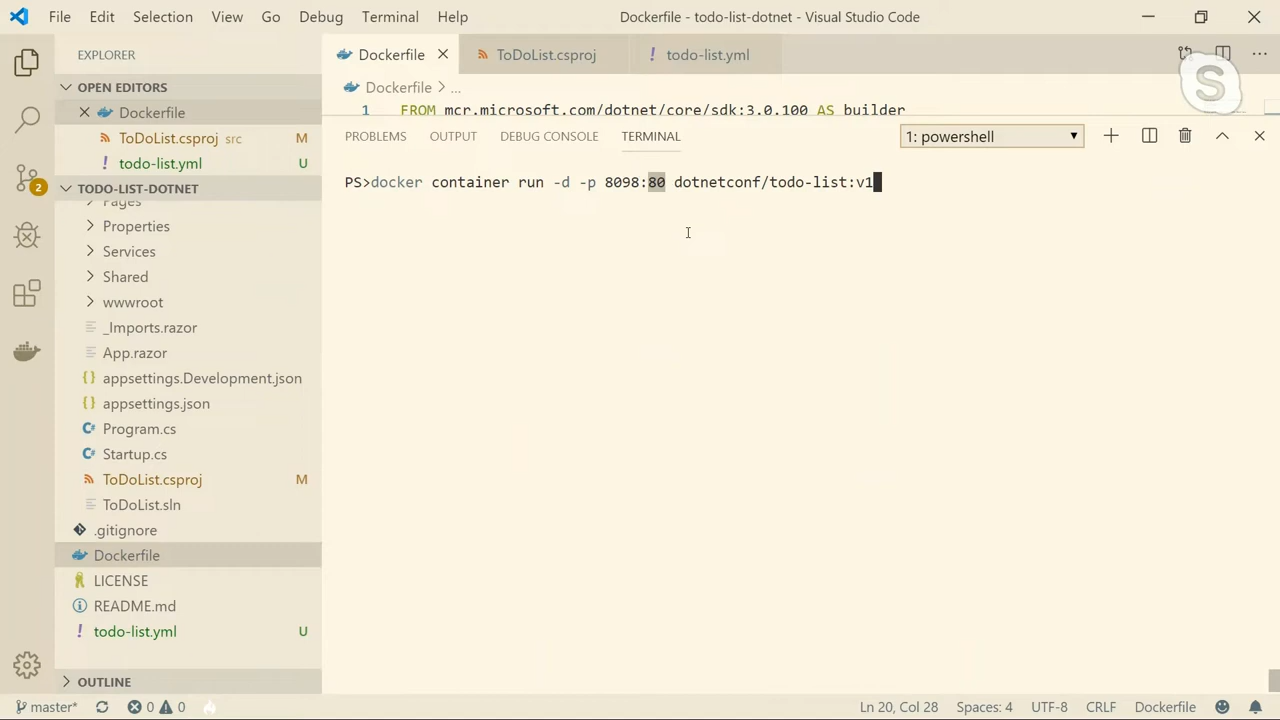 File Edit Selection View Go Debug Terminal Help Dockerfile - todo-list-dotnet - Visual Studio Code
EXPLORER
OPEN EDITORS
Dockerfile
ToDoList.csproj src M
todo-list.yml U
TODO-LIST-DOTNET
Pages
Properties
Services
Shared
wwwroot
_Imports.razor
App.razor
appsettings.Development.json
appsettings.json
Program.cs
Startup.cs
ToDoList.csproj M
ToDoList.sln
.gitignore
Dockerfile
LICENSE
README.md
todo-list.yml U
OUTLINE
Dockerfile ToDoList.csproj todo-list.yml
Dockerfile > ...
1 FROM mcr.microsoft.com/dotnet/core/sdk:3.0.100 AS builder
PROBLEMS OUTPUT DEBUG CONSOLE TERMINAL 1: powershell
PS>docker container run -d -p 8098:80 dotnetconf/todo-list:v1
S
2
master* 0 0 Ln 20, Col 28 Spaces: 4 UTF-8 CRLF Dockerfile